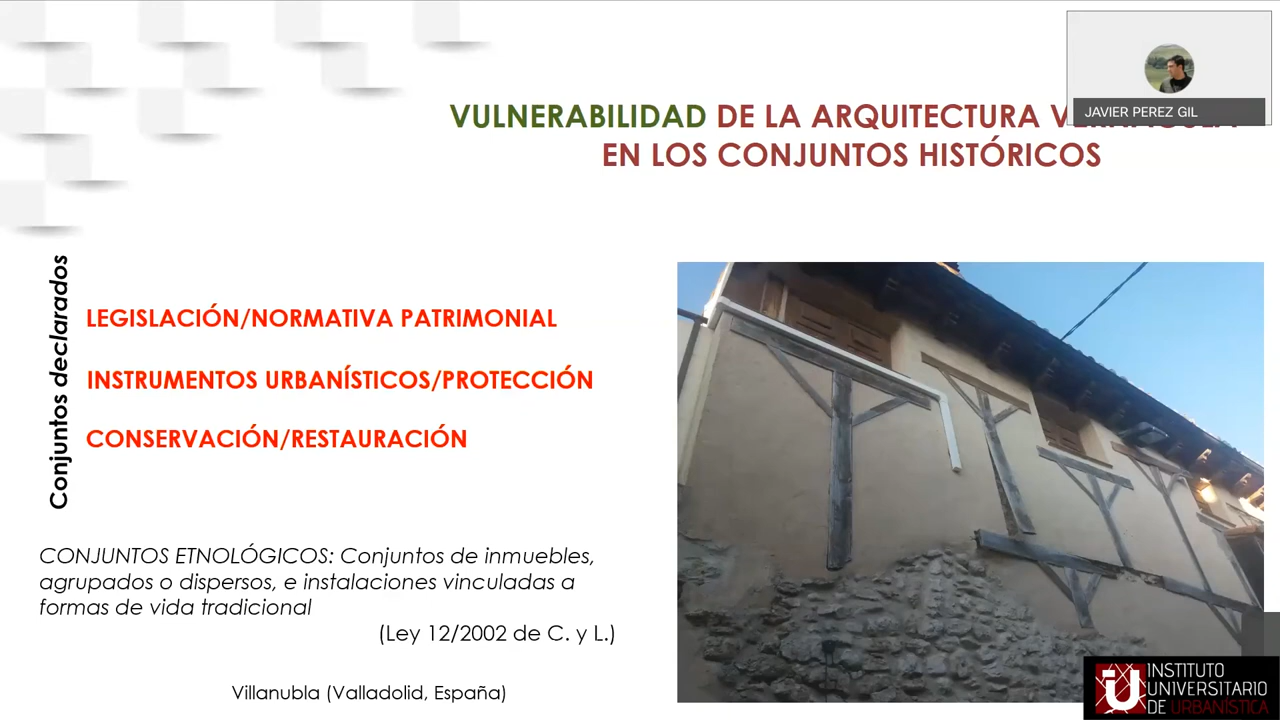 JAVIER PEREZ GIL
VULNERABILIDAD DE LA ARQUITECTURA
EN LOS CONJUNTOS HISTÓRICOS
Conjuntos declarados
LEGISLACIÓN/NORMATIVA PATRIMONIAL
INSTRUMENTOS URBANÍSTICOS/PROTECCIÓN
CONSERVACIÓN/RESTAURACIÓN
CONJUNTOS ETNOLÓGICOS: Conjuntos de inmuebles,
agrupados o dispersos, e instalaciones vinculadas a
formas de vida tradicional
(Ley 12/2002 de C. y L.)
Villanubla (Valladolid, España)
INSTITUTO
UNIVERSITARIO
DE URBANÍSTICA